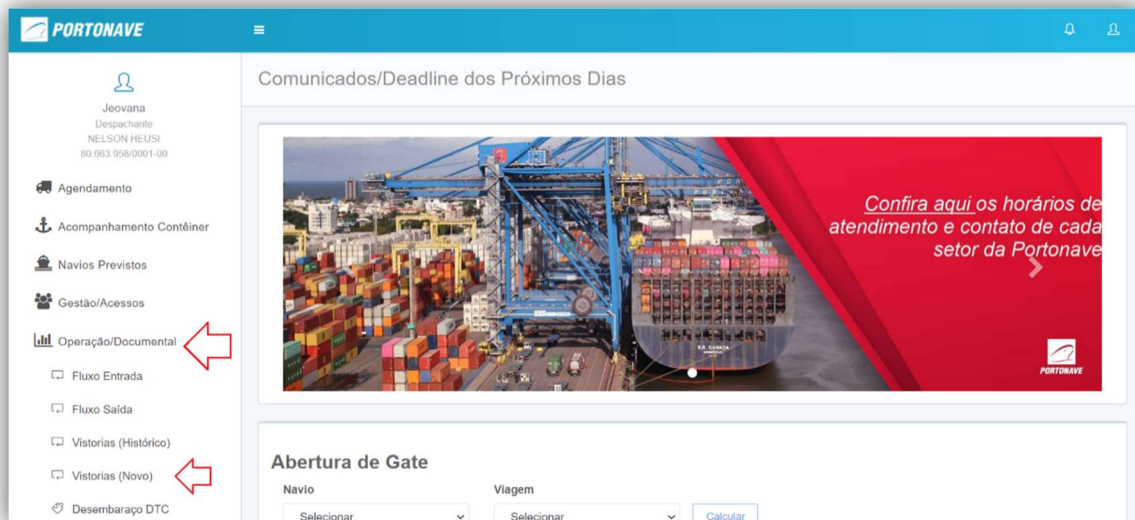 PORTONAVE
Jeovana
Despachante
NELSON HEUSI
80.663.958/0001-00
Agendamento
Acompanhamento Contêiner
Navios Previstos
Gestão/Acessos
Operação/Documental
Fluxo Entrada
Fluxo Saída
Vistorias (Histórico)
Vistorias (Novo)
Desembaraço DTC
Comunicados/Deadline dos Próximos Dias
Confira aqui os horários de
atendimento e contato de cada
setor da Portonave
PORTONAVE
Abertura de Gate
Navio
Viagem
Selecionar
Selecionar
Calcular